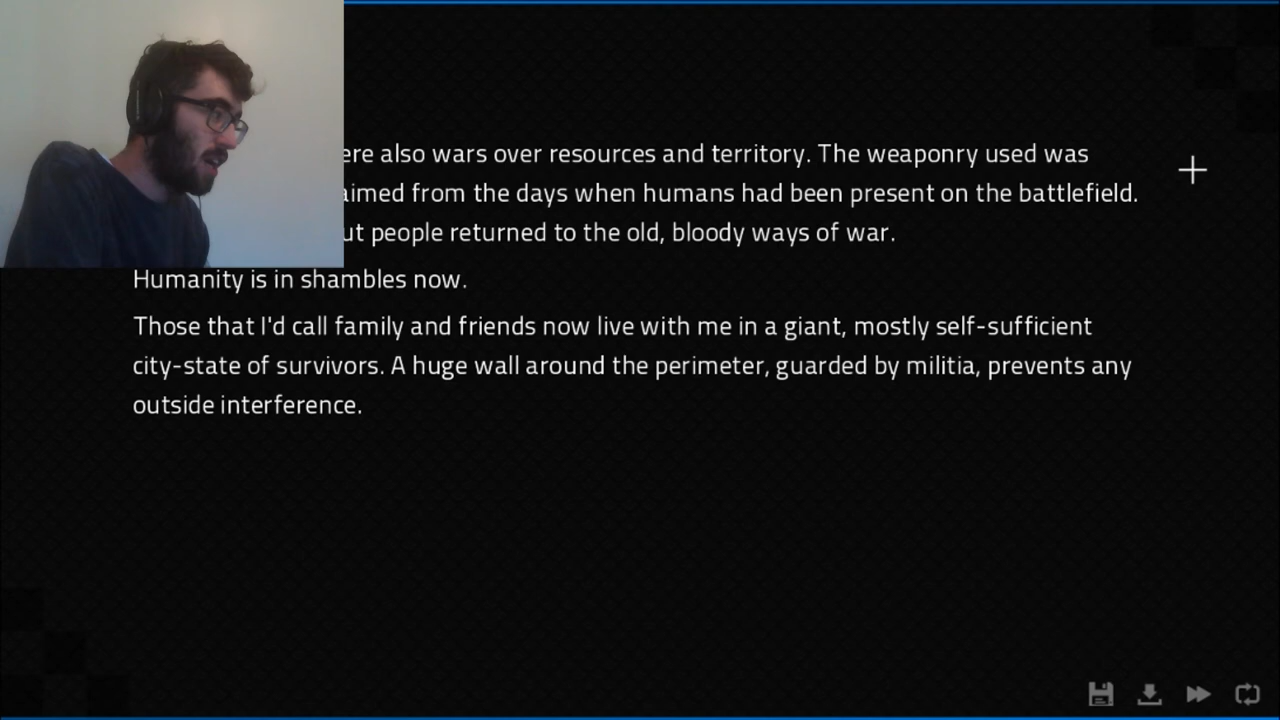 ere also wars over resources and territory. The weaponry used was
aimed from the days when humans had been present on the battlefield.
ut people returned to the old, bloody ways of war.
Humanity is in shambles now.
Those that I'd call family and friends now live with me in a giant, mostly self-sufficient
city-state of survivors. A huge wall around the perimeter, guarded by militia, prevents any
outside interference.